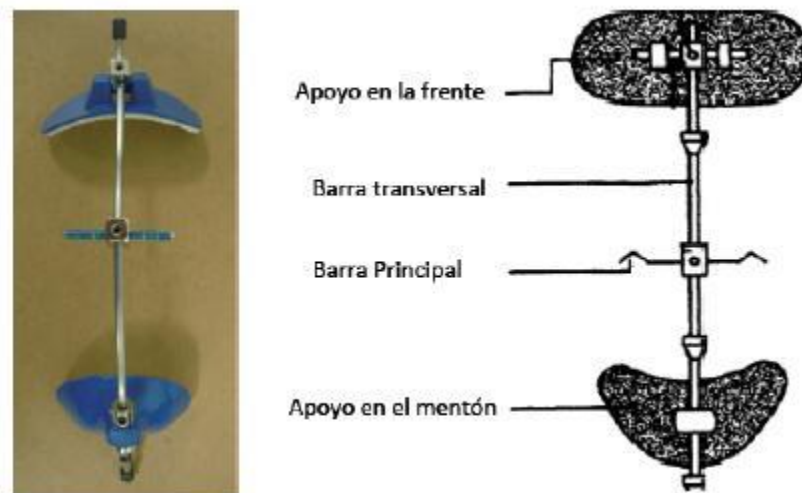 Apoyo en la frente
Barra transversal
Barra Principal
Apoyo en el mentón